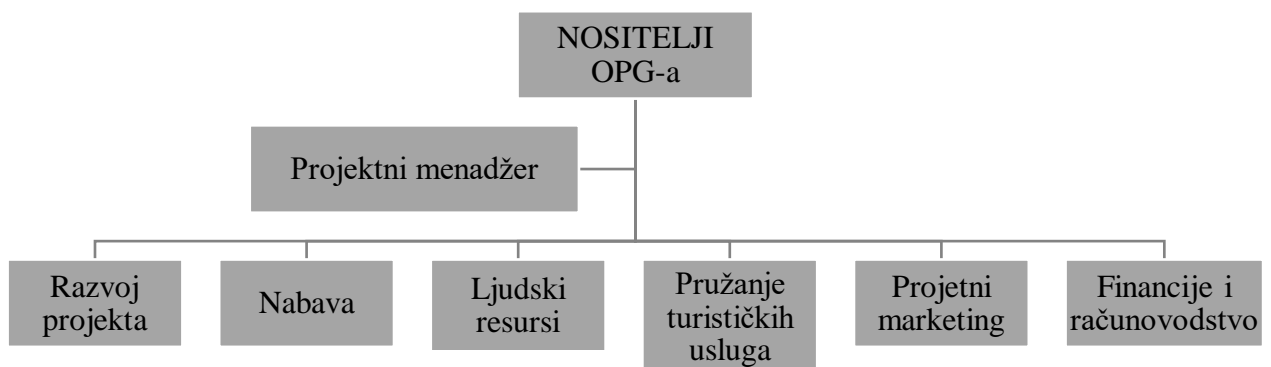 NOSITELJI
OPG-a
Projektni menadžer
Razvoj
projekta
Nabava
Ljudski
resursi
Pružanje
turističkih
usluga
Projetni
marketing
Financije i
računovodstvo